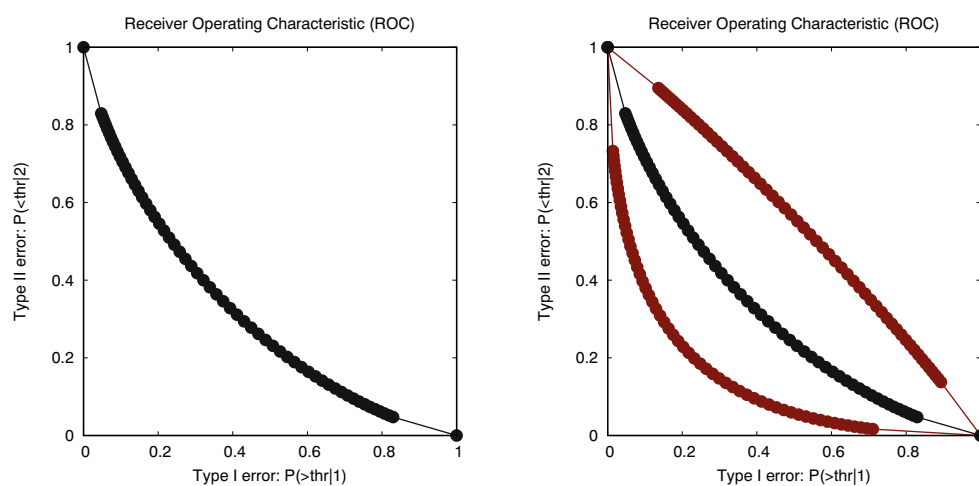 Receiver Operating Characteristic (ROC)
1
0.8
0.6
0.4
0.2
0
Type II error: P(<thr|2)
0 0.2 0.4 0.6 0.8 1
Type I error: P(>thr|1)
Receiver Operating Characteristic (ROC)
1
0.8
0.6
0.4
0.2
0
Type II error: P(<thr|2)
0 0.2 0.4 0.6 0.8
Type I error: P(>thr|1)